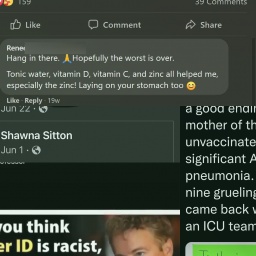 159
39 Comments
Like
Comment
Share
Renee
Hang in there. 🙏Hopefully the worst is over.
Tonic water, vitamin D, vitamin C, and zinc all helped me,
especially the zinc! Laying on your stomach too 😊
Like · Reply · 19w
Jun 22 ·
Shawna Sitton
Jun 1 ·
you think
er ID is racist,
a good endin
mother of th
unvaccinate
significant A
pneumonia.
nine grueling
came back w
an ICU team